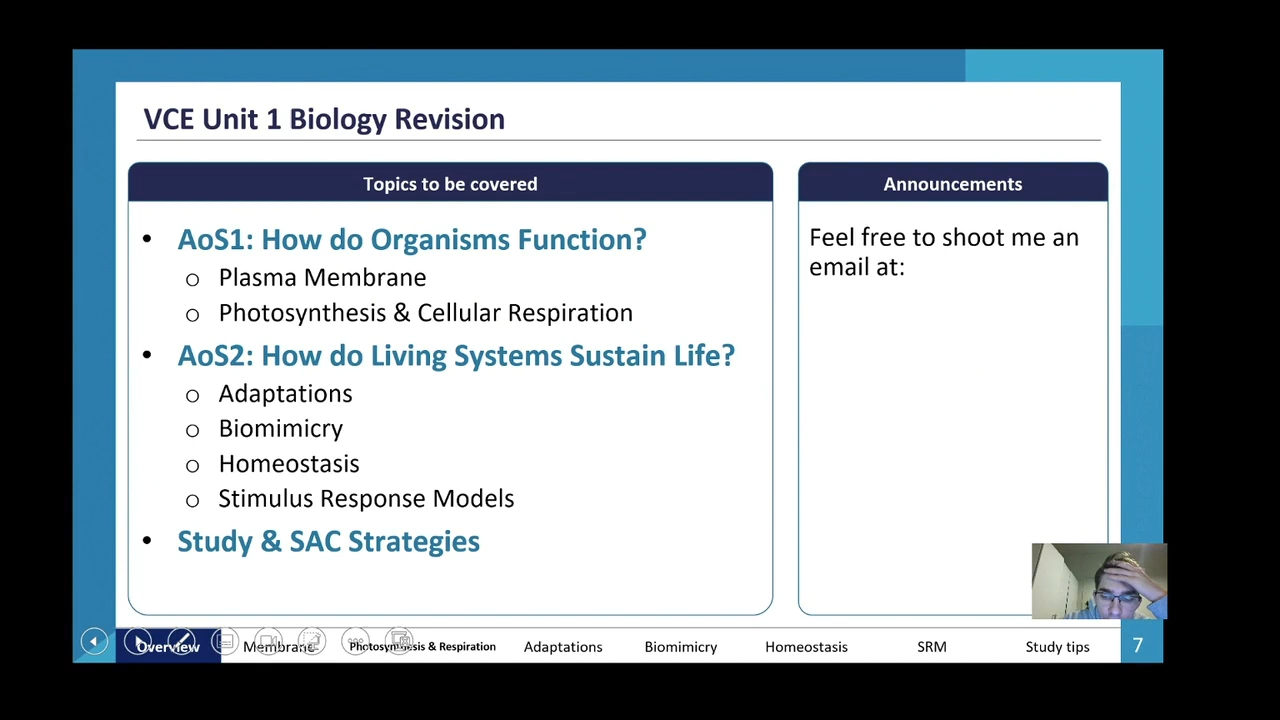 VCE Unit 1 Biology Revision
Topics to be covered
• AoS1: How do Organisms Function?
o Plasma Membrane
o Photosynthesis & Cellular Respiration
• AoS2: How do Living Systems Sustain Life?
o Adaptations
o Biomimicry
o Homeostasis
o Stimulus Response Models
• Study & SAC Strategies
Announcements
Feel free to shoot me an
email at:
Overview Membrane Photosynthesis & Respiration Adaptations Biomimicry Homeostasis SRM Study tips 7